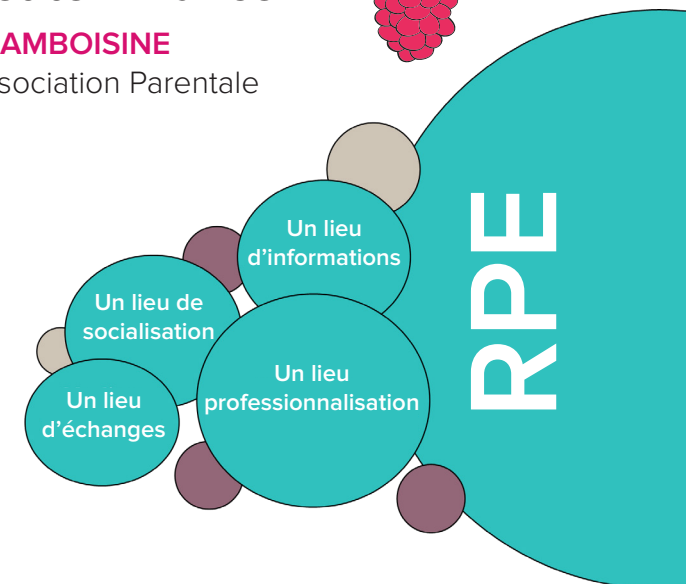 AMBOISINE
sociation Parentale
Un lieu
d'informations
Un lieu de
socialisation
Un lieu
professionnalisation
Un lieu
d'échanges
RPE